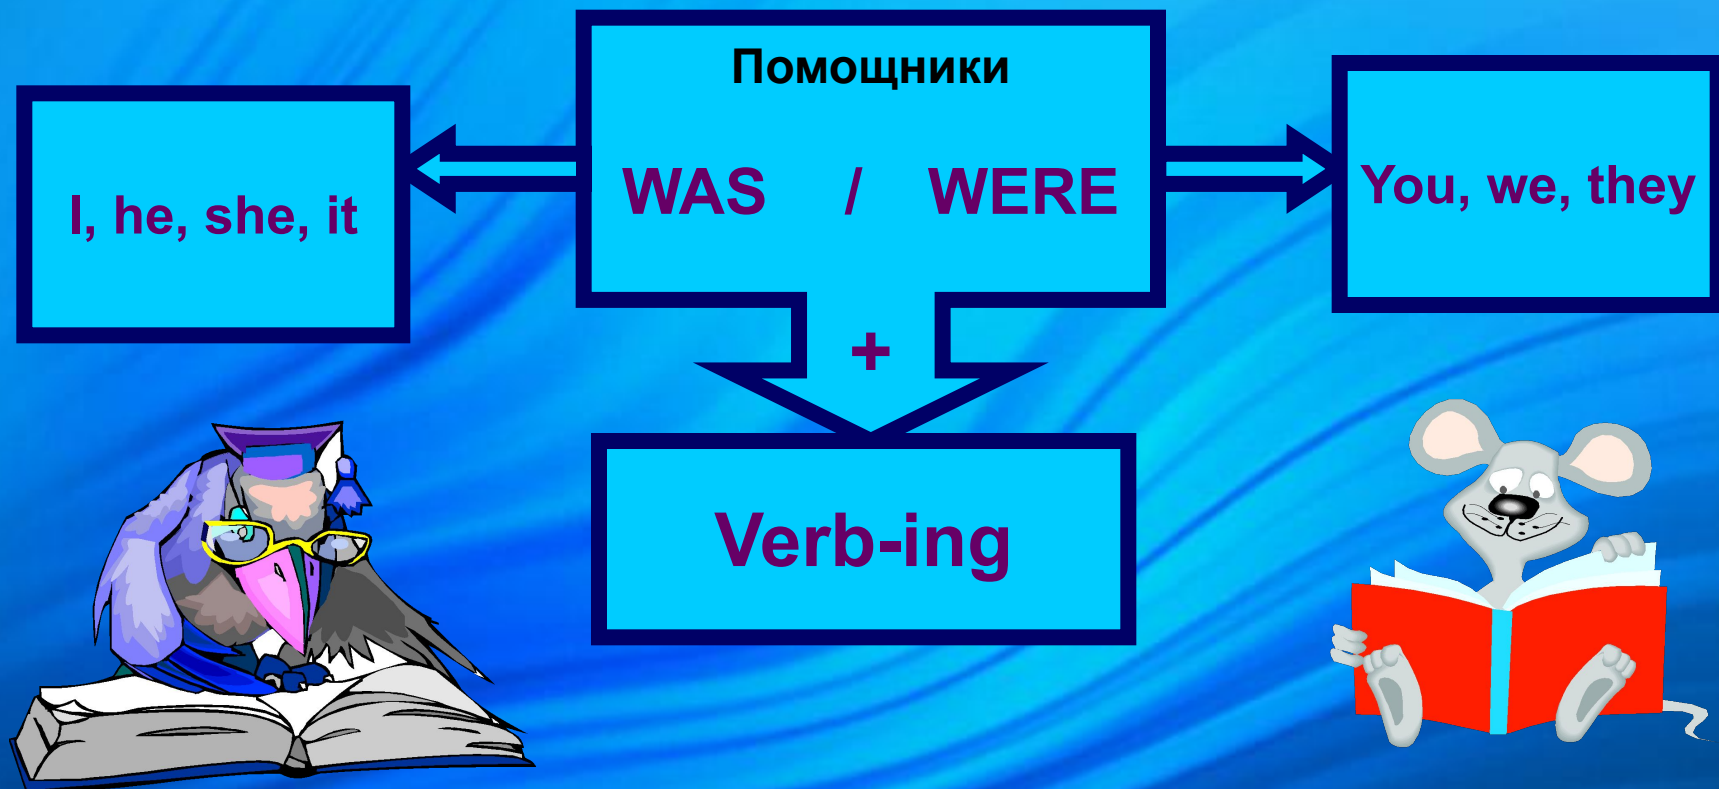 Помощники
WAS / WERE
I, he, she, it
You, we, they
+
Verb-ing